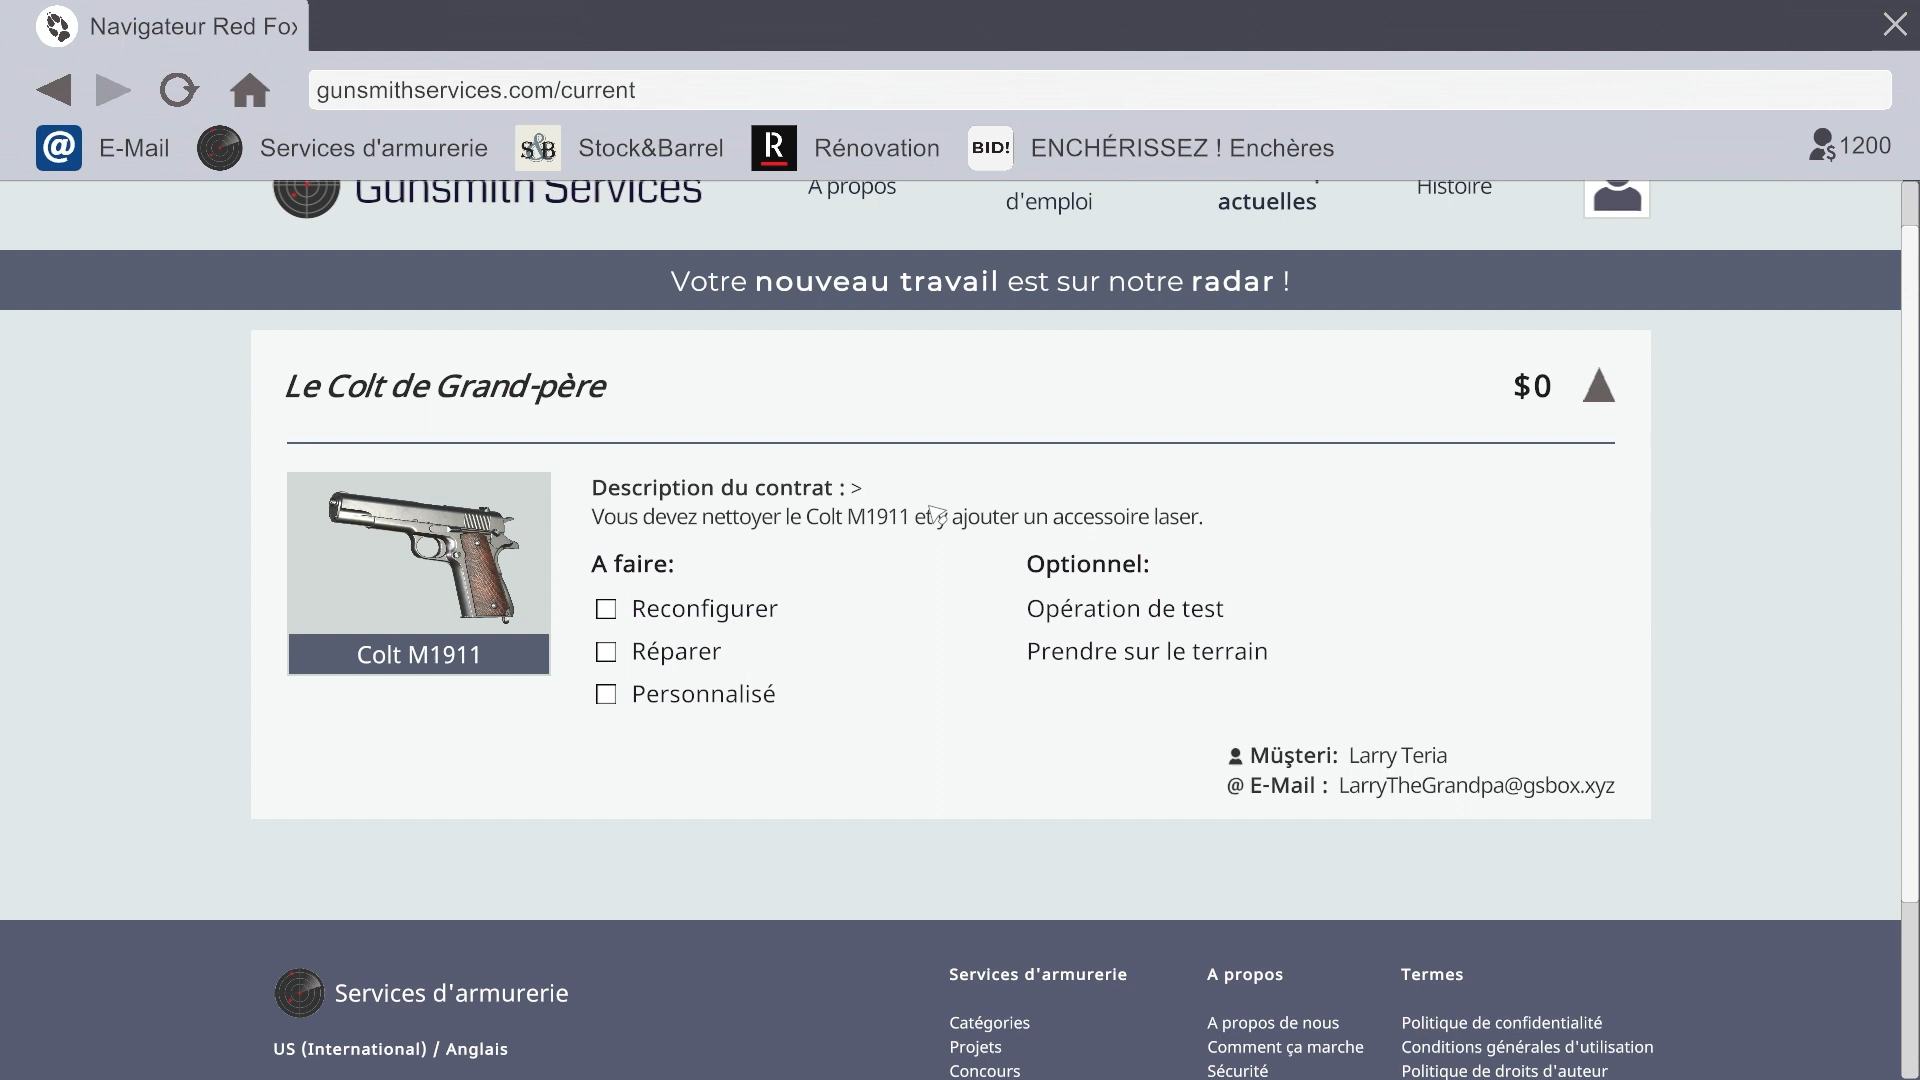 Navigateur Red Fox
gunsmithservices.com/current
E-Mail
Services d'armurerie
S&B
Stock&Barrel
R
Rénovation
BID!
ENCHÉRISSEZ ! Enchères
1200
Gunsmith Services
A propos
d'emploi
actuelles
Histoire
Votre nouveau travail est sur notre radar !
Le Colt de Grand-père
$0
Description du contrat : >
Vous devez nettoyer le Colt M1911 et y ajouter un accessoire laser.
A faire:
Optionnel:
Reconfigurer
Opération de test
Réparer
Prendre sur le terrain
Personnalisé
Colt M1911
Müşteri: Larry Teria
@ E-Mail : LarryTheGrandpa@gsbox.xyz
Services d'armurerie
US (International) / Anglais
Services d'armurerie
Catégories
Projets
Concours
A propos
A propos de nous
Comment ça marche
Sécurité
Termes
Politique de confidentialité
Conditions générales d'utilisation
Politique de droits d'auteur